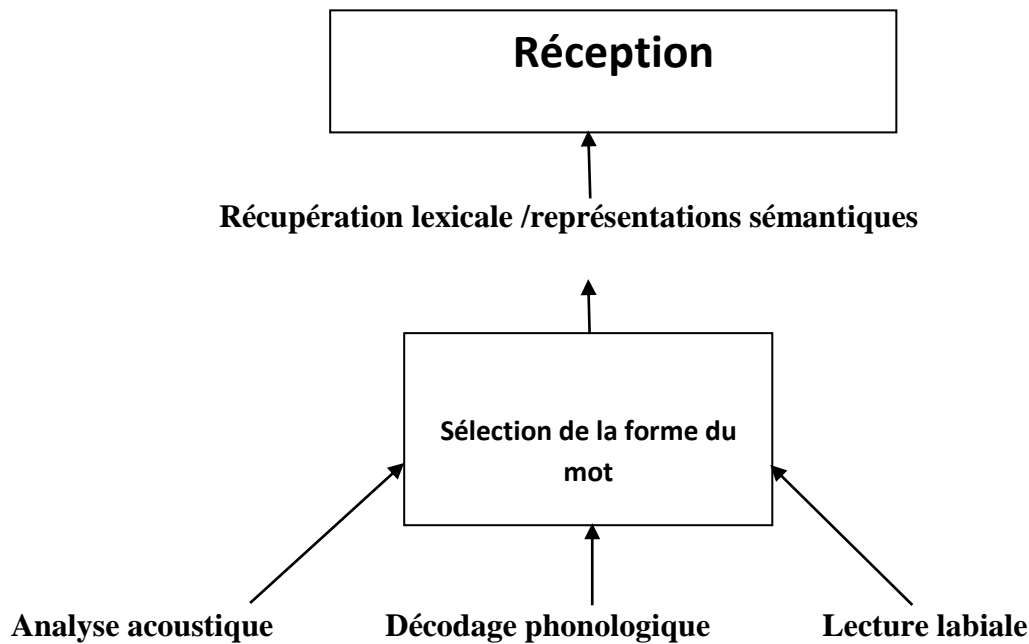 Réception
Récupération lexicale /représentations sémantiques
Sélection de la forme du
mot
Analyse acoustique Décodage phonologique Lecture labiale